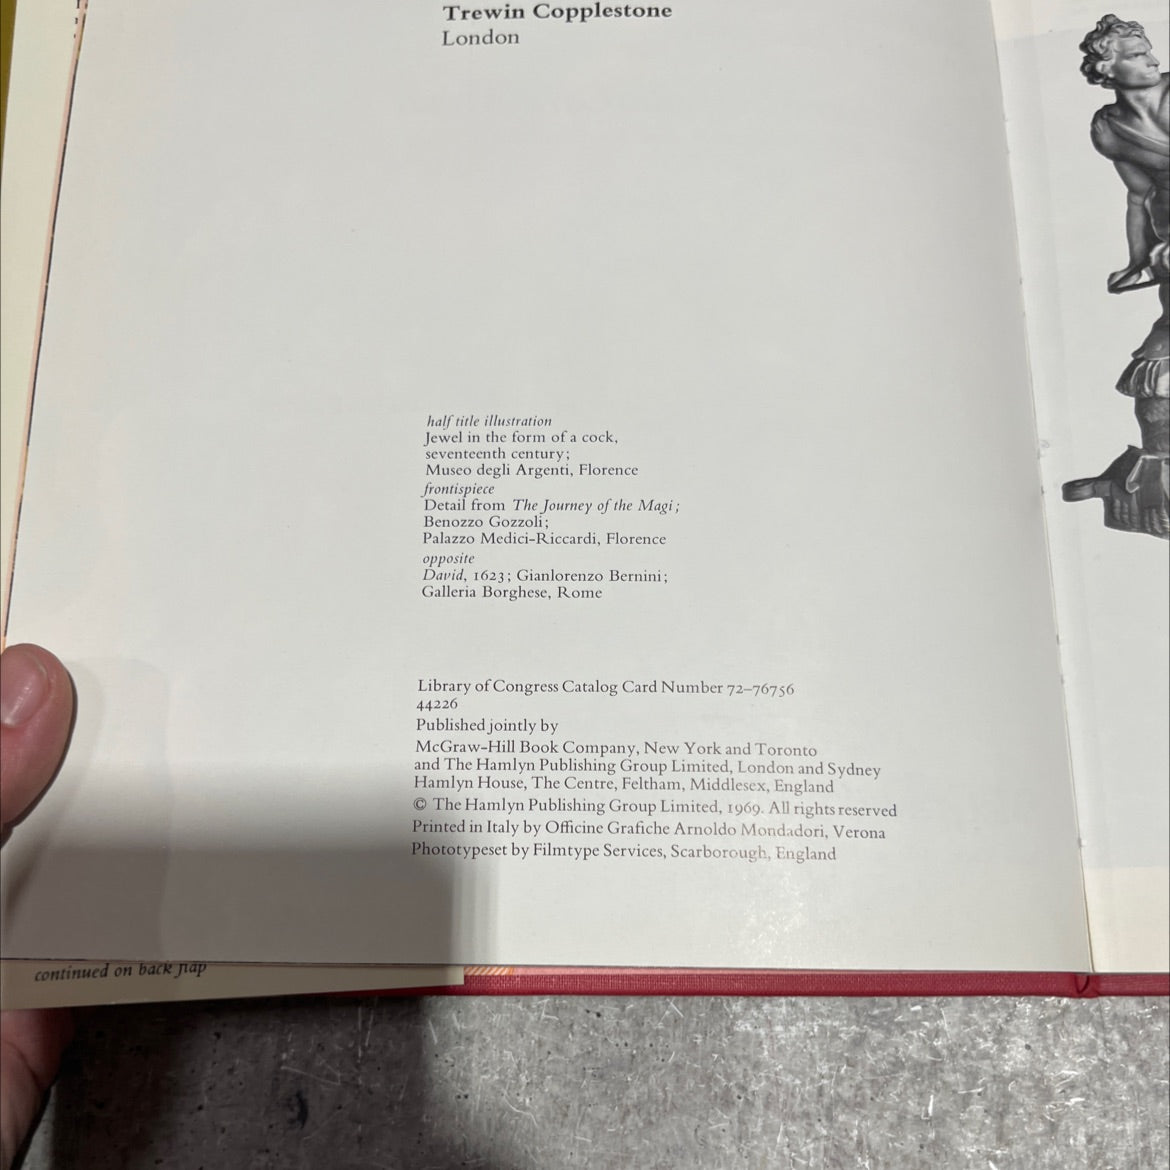 Trewin Copplestone
London
half title illustration
Jewel in the form of a cock,
seventeenth century;
Museo degli Argenti, Florence
frontispiece
Detail from The Journey of the Magi;
Benozzo Gozzoli;
Palazzo Medici-Riccardi, Florence
opposite
David, 1623; Gianlorenzo Bernini;
Galleria Borghese, Rome
Library of Congress Catalog Card Number 72–76756
44226
Published jointly by
McGraw-Hill Book Company, New York and Toronto
and The Hamlyn Publishing Group Limited, London and Sydney
Hamlyn House, The Centre, Feltham, Middlesex, England
© The Hamlyn Publishing Group Limited, 1969. All rights reserved
Printed in Italy by Officine Grafiche Arnoldo Mondadori, Verona
Phototypeset by Filmtype Services, Scarborough, England
continued on back flap